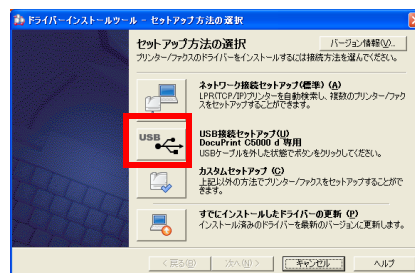 ドライバーインストールツール - セットアップ方法の選択
セットアップ方法の選択
バージョン情報(V)...
プリンター/ファクスのドライバーをインストールするには接続方法を選んでください。
ネットワーク接続セットアップ(標準) (A)
LPR(TCP/IP)プリンターを自動検索し、複数のプリンター/ファク
スをセットアップすることができます。
USB
USB接続セットアップ(U)
DocuPrint C5000 d 専用
USBケーブルを外した状態でボタンをクリックしてください。
カスタムセットアップ (C)
上記以外の方法でプリンター/ファクスをセットアップすることがで
きます。
すでにインストールしたドライバーの更新 (P)
インストール済みのドライバーを最新のバージョンに更新します。
< 戻る(B)
次へ(N) >
キャンセル
ヘルプ